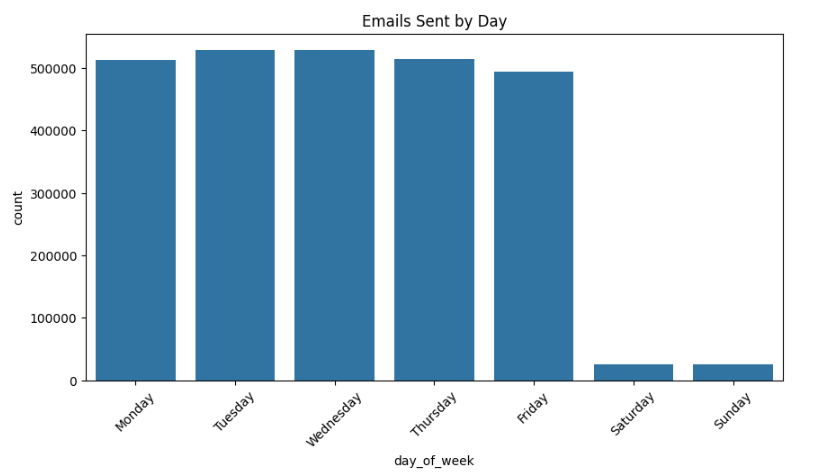 Emails Sent by Day
count
500000
400000
300000
200000
100000
0
Monday
Tuesday
Wednesday
Thursday
Friday
Saturday
Sunday
day_of_week